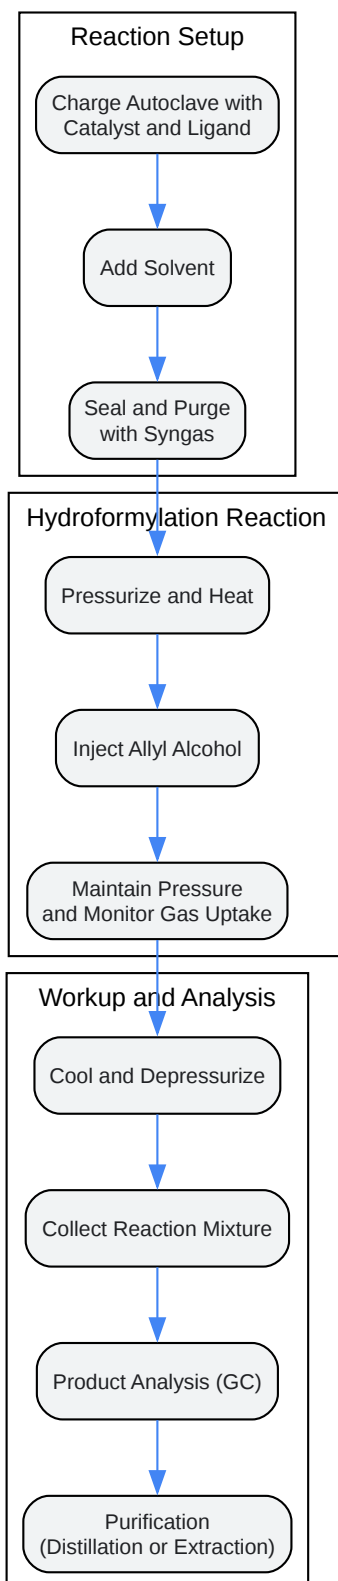 Reaction Setup
Charge Autoclave with
Catalyst and Ligand
Add Solvent
Seal and Purge
with Syngas
Hydroformylation Reaction
Pressurize and Heat
Inject Allyl Alcohol
Maintain Pressure
and Monitor Gas Uptake
Workup and Analysis
Cool and Depressurize
Collect Reaction Mixture
Product Analysis (GC)
Purification
(Distillation or Extraction)